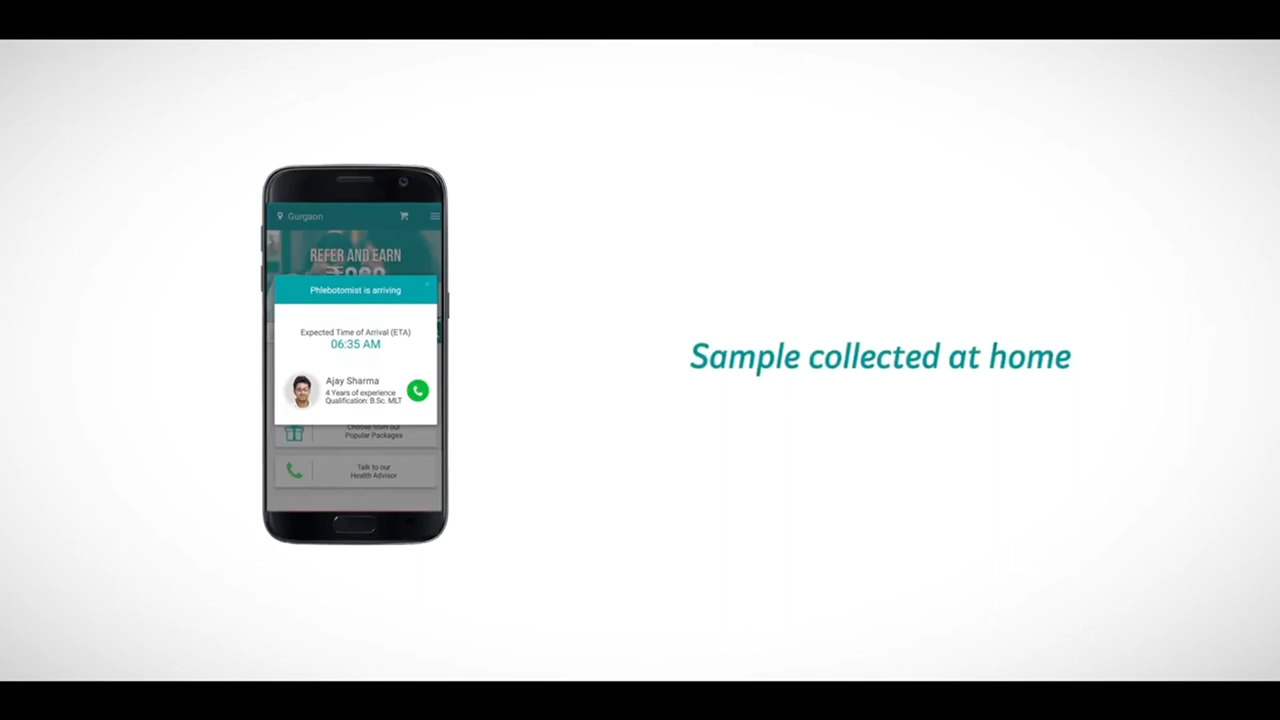 Gurgaon
REFER AND EARN
Phlebotomist is arriving
Expected Time of Arrival (ETA)
06:35 AM
Ajay Sharma
4 Years of experience
Qualification: B.Sc. MLT
Choose from our
Popular Packages
Talk to our
Health Advisor
Sample collected at home